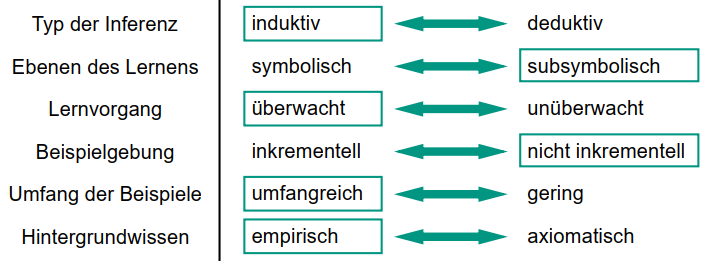 Typ der Inferenz induktiv deduktiv
Ebenen des Lernens symbolisch subsymbolisch
Lernvorgang überwacht unüberwacht
Beispielgebung inkrementell nicht inkrementell
Umfang der Beispiele umfangreich gering
Hintergrundwissen empirisch axiomatisch